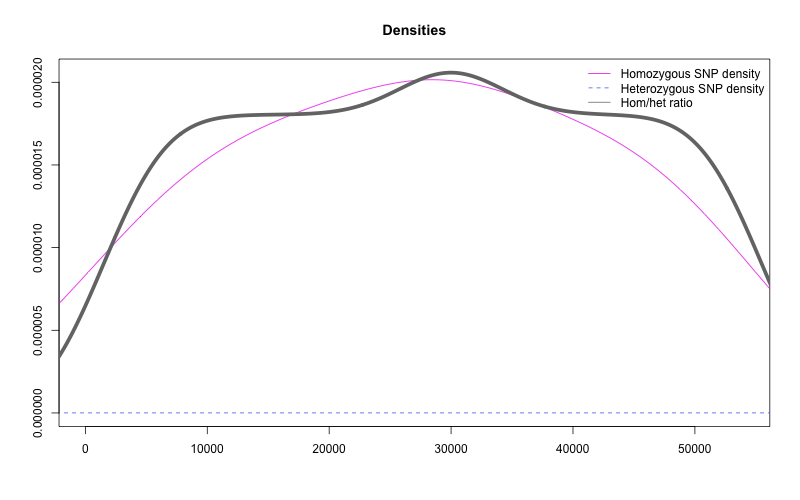 Densities
Homozygous SNP density
Heterozygous SNP density
Hom/het ratio
0.000020
0.000015
0.000010
0.000005
0.000000
0 10000 20000 30000 40000 50000